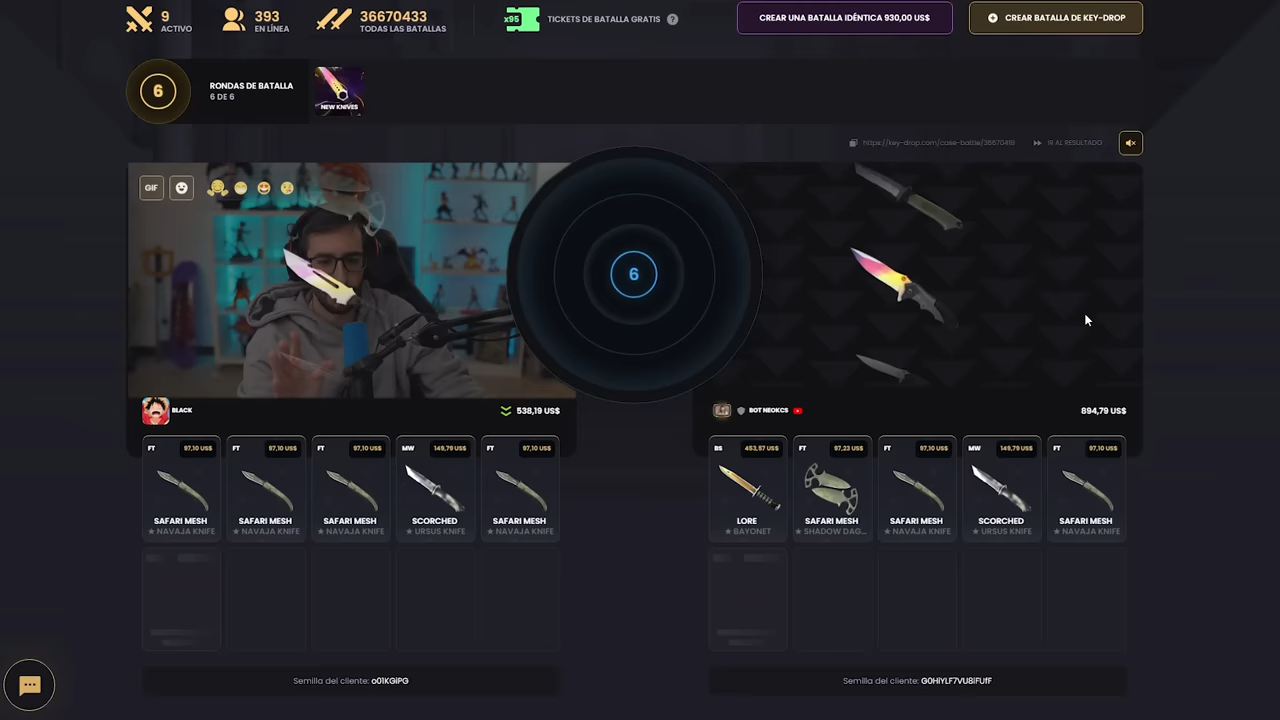 9
ACTIVO
393
EN LÍNEA
36670433
TODAS LAS BATALLAS
x95
TICKETS DE BATALLA GRATIS
?
CREAR UNA BATALLA IDÉNTICA 930,00 US$
CREAR BATALLA DE KEY-DROP
6
RONDAS DE BATALLA
6 DE 6
NEW KNIVES
IR AL RESULTADO
GIF
6
BLACK
538,19 US$
BOT NEOKCS
894,79 US$
FT 97,10 US$
SAFARI MESH
★ NAVAJA KNIFE
FT 97,10 US$
SAFARI MESH
★ NAVAJA KNIFE
FT 97,10 US$
SAFARI MESH
★ NAVAJA KNIFE
MW 149,79 US$
SCORCHED
★ URSUS KNIFE
FT 97,10 US$
SAFARI MESH
★ NAVAJA KNIFE
BS 453,57 US$
LORE
★ BAYONET
FT 97,23 US$
SAFARI MESH
★ SHADOW DAG...
FT 97,10 US$
SAFARI MESH
★ NAVAJA KNIFE
MW 149,79 US$
SCORCHED
★ URSUS KNIFE
FT 97,10 US$
SAFARI MESH
★ NAVAJA KNIFE
Semilla del cliente: o01KGiPG
Semilla del cliente: G0HiYLF7VU8iFUfF